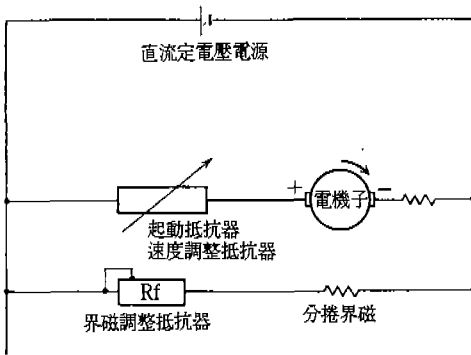 直流定電壓電源
+
電機子
−
起動抵抗器
速度調整抵抗器
Rf
界磁調整抵抗器
分捲界磁